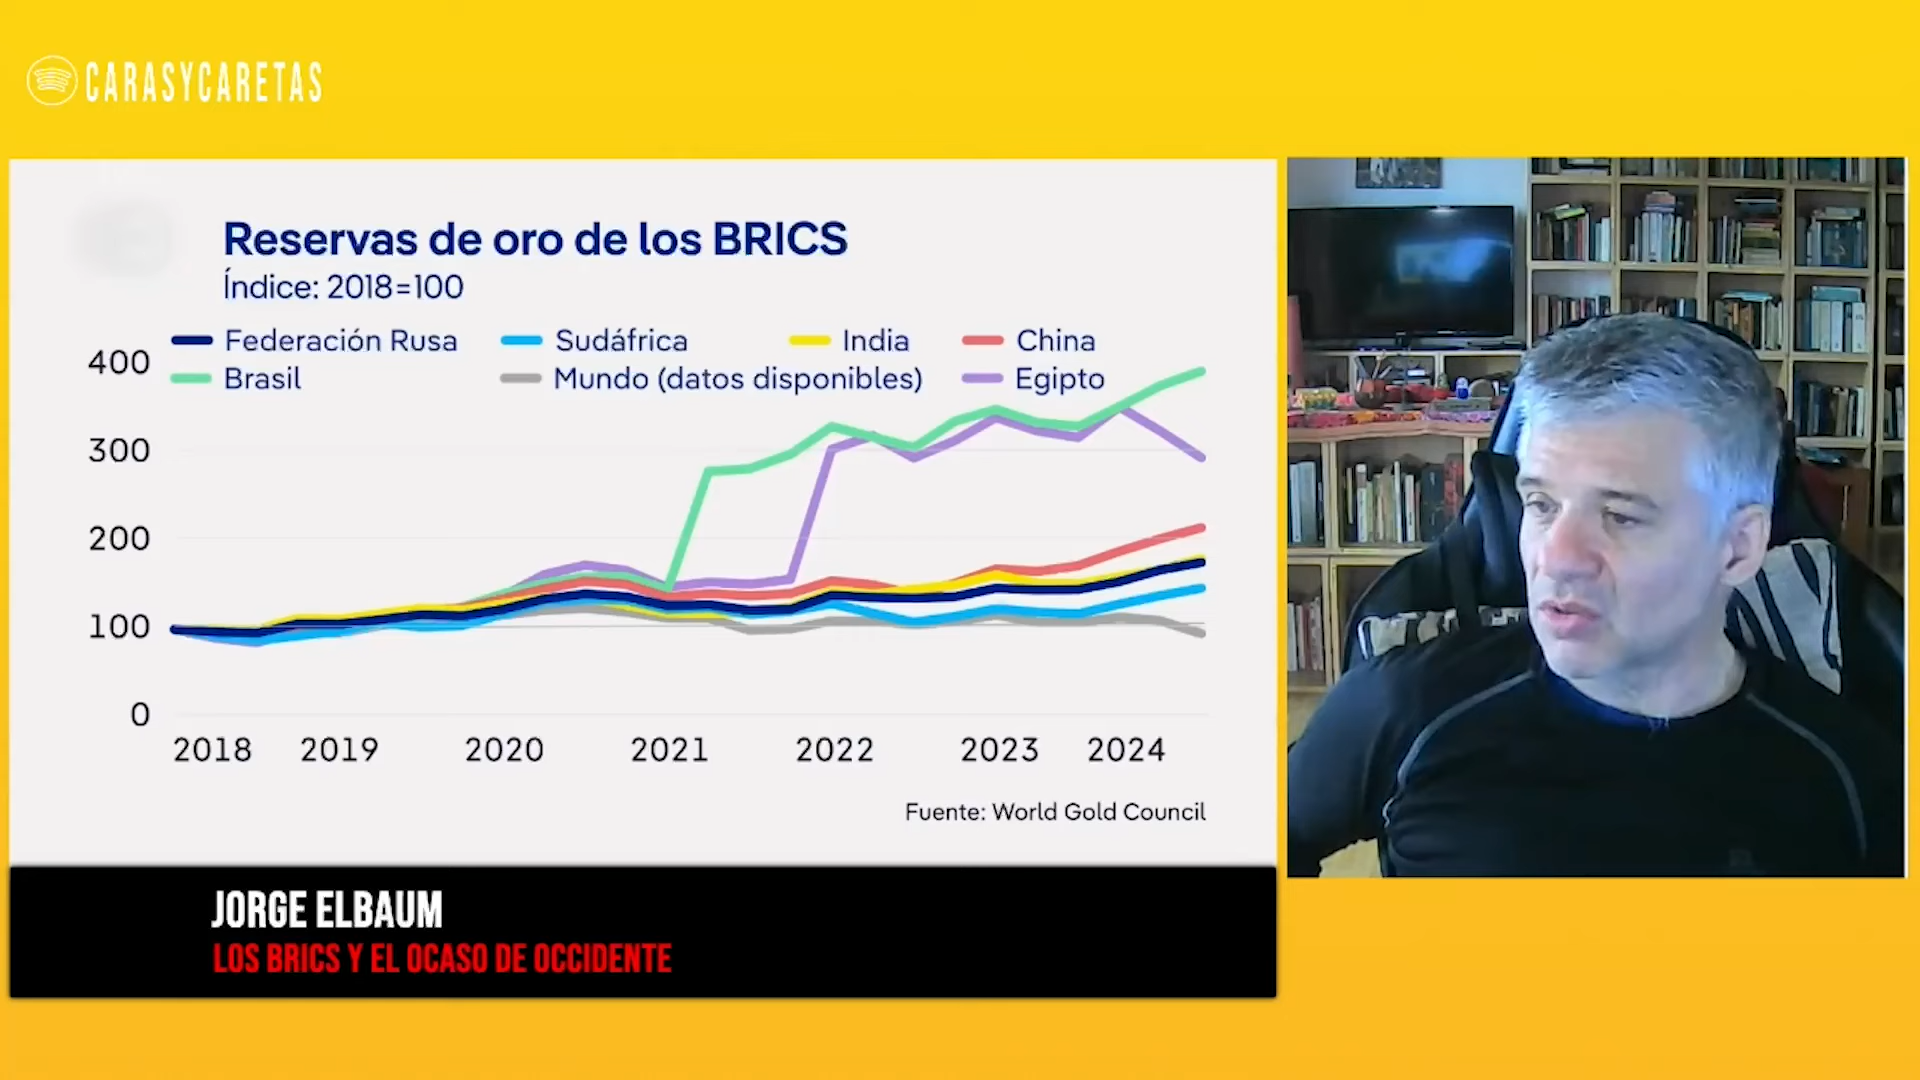 CARASYCARETAS
Reservas de oro de los BRICS
Índice: 2018=100
Federación Rusa Sudáfrica India China
Brasil Mundo (datos disponibles) Egipto
400
300
200
100
0
2018 2019 2020 2021 2022 2023 2024
Fuente: World Gold Council
JORGE ELBAUM
LOS BRICS Y EL OCASO DE OCCIDENTE